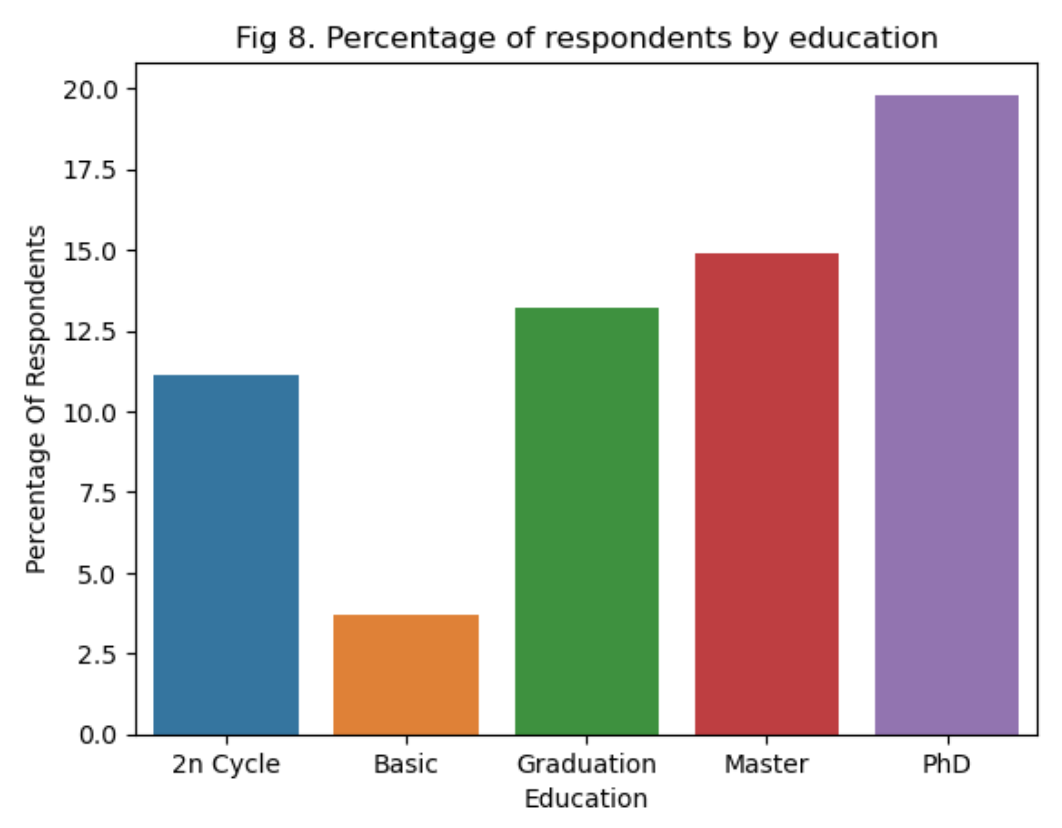 Fig 8. Percentage of respondents by education
Percentage Of Respondents
20.0
17.5
15.0
12.5
10.0
7.5
5.0
2.5
0.0
2n Cycle
Basic
Graduation
Master
PhD
Education